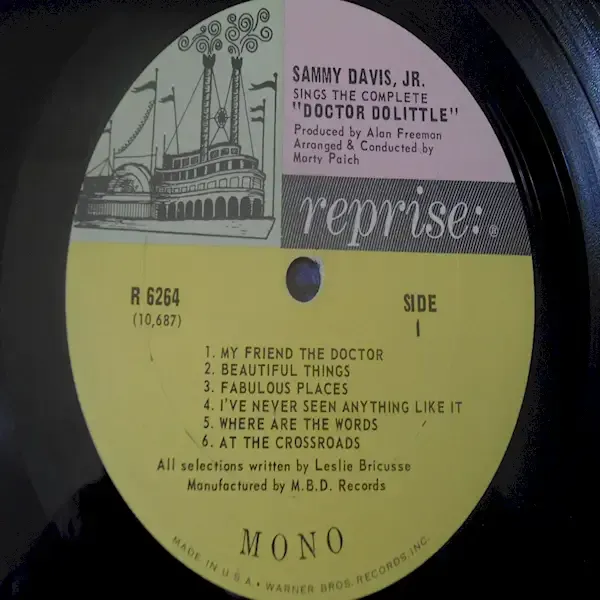 SAMMY DAVIS, JR.
SINGS THE COMPLETE
"DOCTOR DOLITTLE"
Produced by Alan Freeman
Arranged & Conducted by
Marty Paich
reprise:®
R 6264
(10,687)
SIDE
1
1. MY FRIEND THE DOCTOR
2. BEAUTIFUL THINGS
3. FABULOUS PLACES
4. I'VE NEVER SEEN ANYTHING LIKE IT
5. WHERE ARE THE WORDS
6. AT THE CROSSROADS
All selections written by Leslie Bricusse
Manufactured by M.B.D. Records
MONO
MADE IN U.S.A. • WARNER BROS. RECORDS, INC.